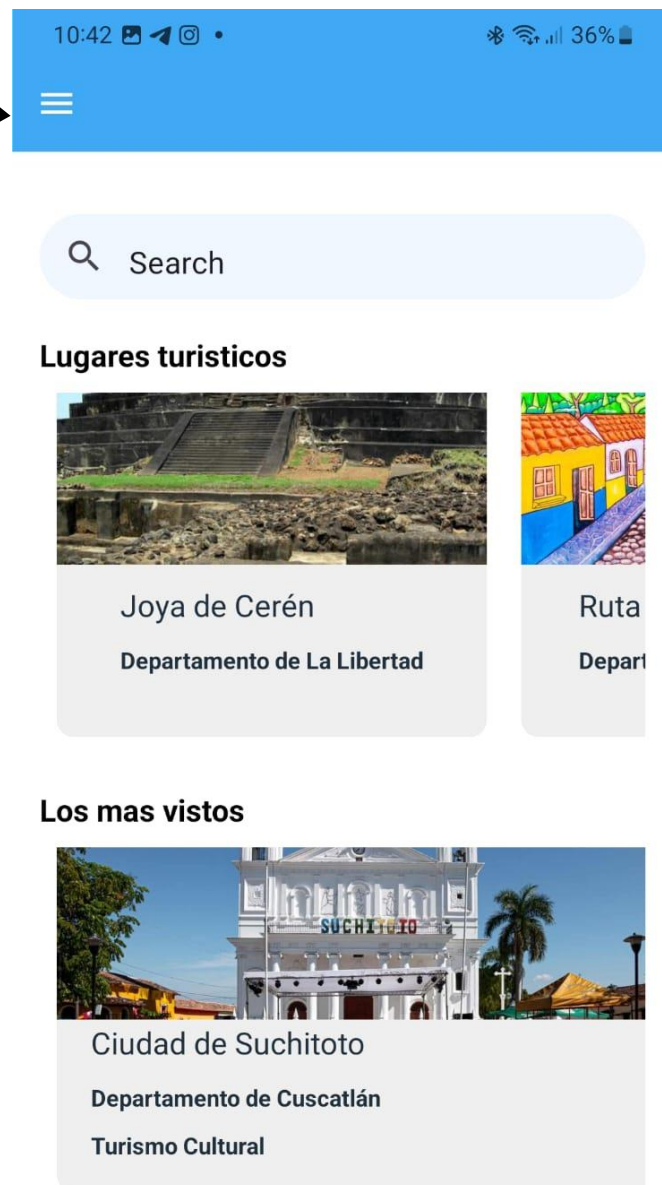 10:42
36%
Search
Lugares turisticos
Joya de Cerén
Departamento de La Libertad
Ruta
Depart
Los mas vistos
SUCHITOTO
Ciudad de Suchitoto
Departamento de Cuscatlán
Turismo Cultural